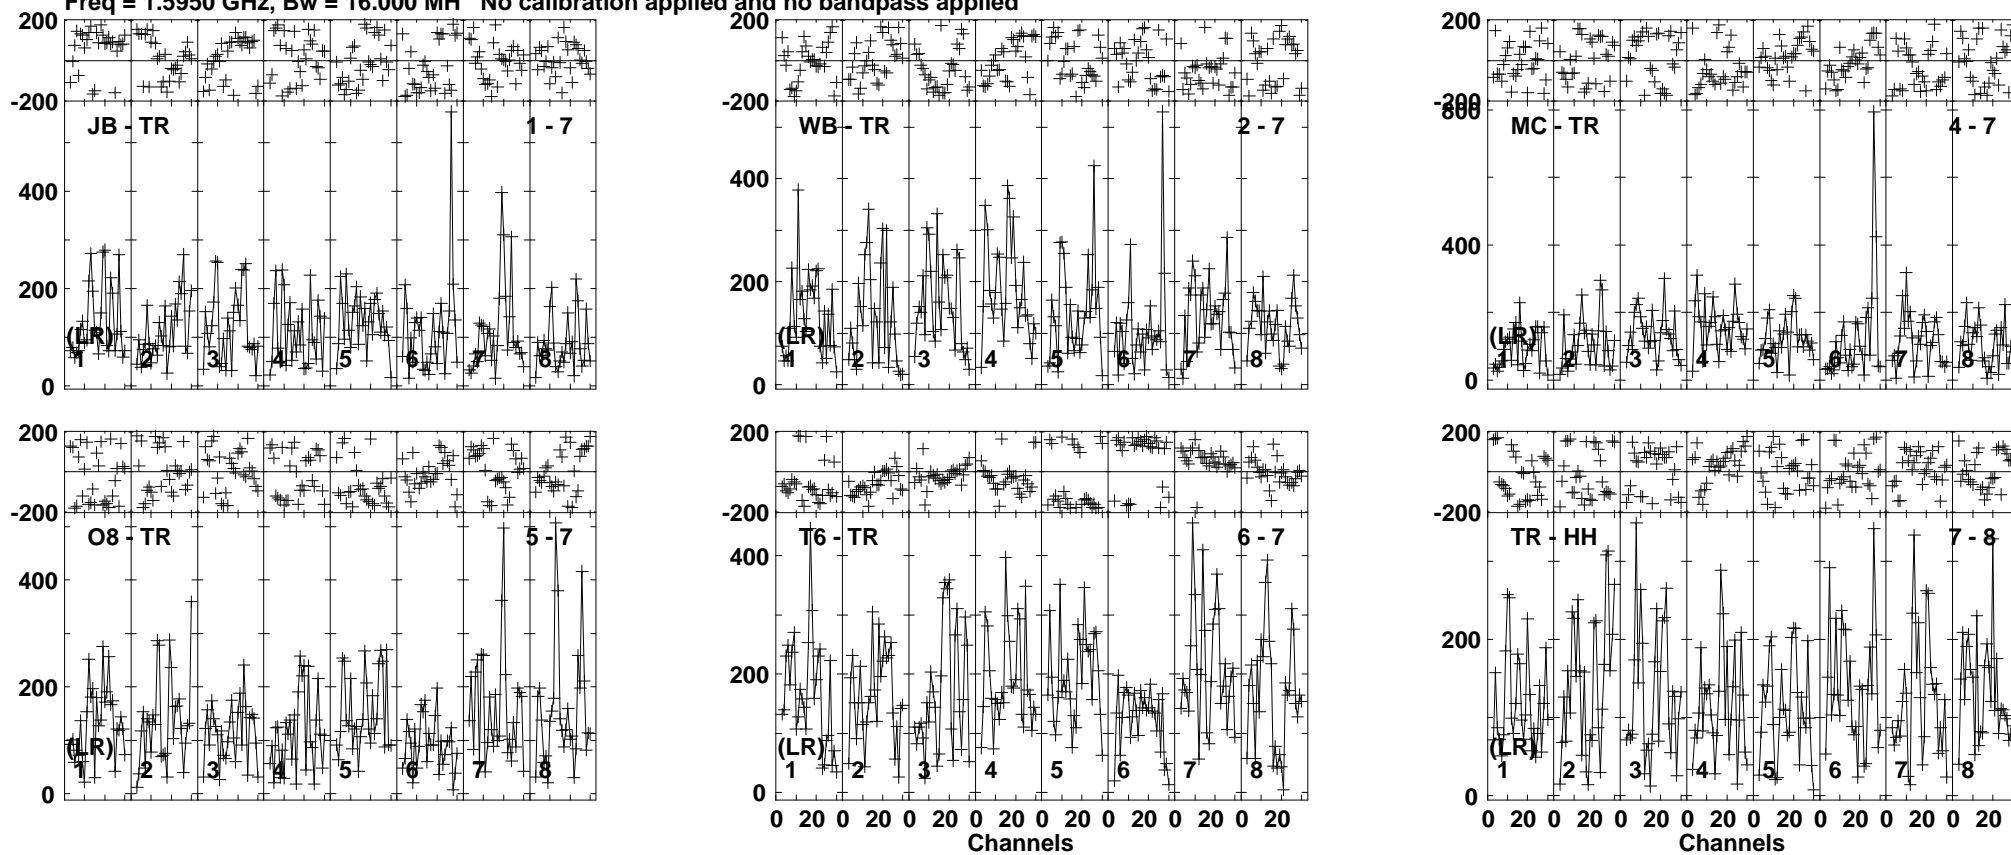 Freq = 1.5950 GHz, Bw = 16.000 MH No calibration applied and no bandpass applied
200 200 200
-200 -200 -200
JB - TR 1 - 7 WB - TR 2 - 7 MC - TR 4 - 7
800
400 400 400
200 200
(LR) (LR) (LR)
1 2 3 4 5 6 7 8 1 2 3 4 5 6 7 8 1 2 3 4 5 6 7 8
0 0 0
200 200 200
-200 -200 -200
O8 - TR 5 - 7 T6 - TR 6 - 7 TR - HH 7 - 8
400 400
200 200 200
(LR) (LR) (LR)
1 2 3 4 5 6 7 8 1 2 3 4 5 6 7 8 1 2 3 4 5 6 7 8
0 0 0
0 20 0 20 0 20 0 20 0 20 0 20 0 20 0 20 0 20 0 20 0 20 0 20 0 20 0 20 0 20 0 20
Channels Channels